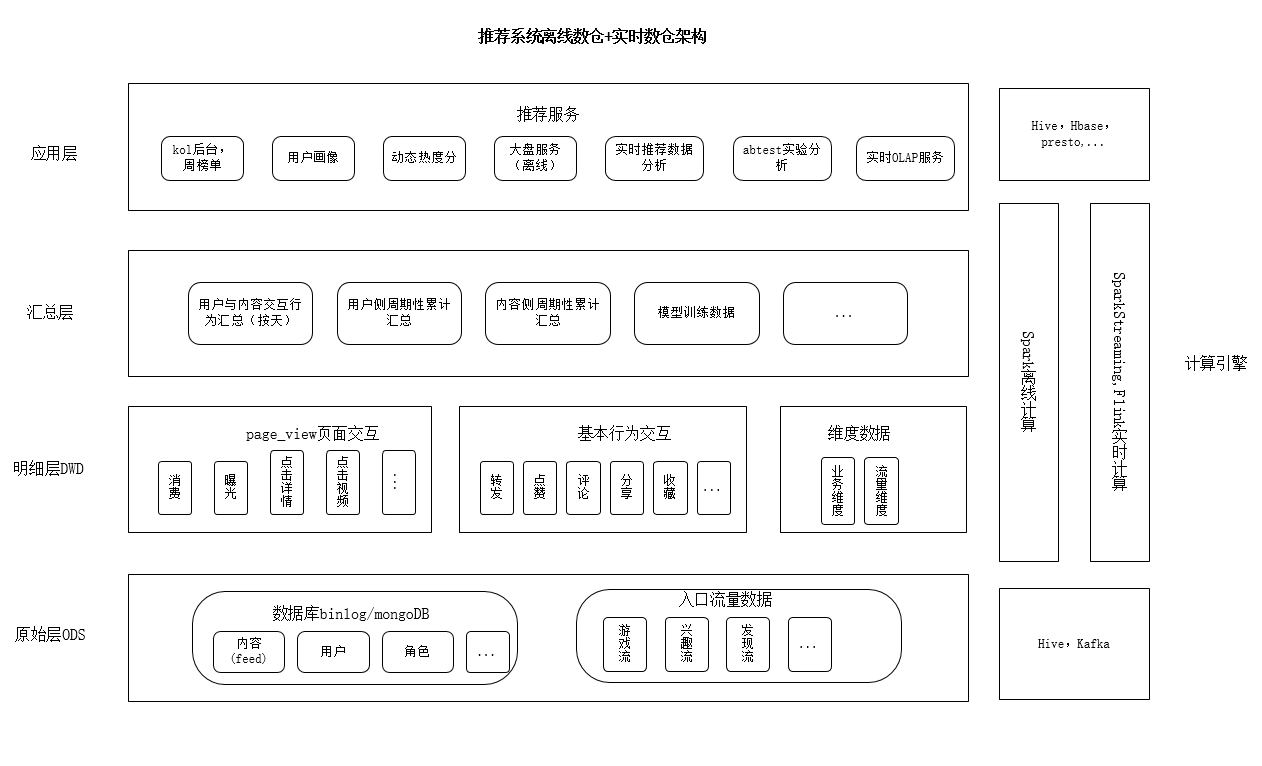 推荐系统离线数仓+实时数仓架构
应用层
推荐服务
kol后台，
周榜单
用户画像
动态热度分
大盘服务
（离线）
实时推荐数据
分析
abtest实验分
析
实时OLAP服务
Hive，Hbase，
presto,...
汇总层
用户与内容交互行
为汇总（按天）
用户侧周期性累计
汇总
内容侧周期性累计
汇总
模型训练数据
...
Spark离线计算
SparkStreaming,Flink实时计算
计算引擎
明细层DWD
page_view页面交互
消费
曝光
点击详情
点击视频
...
基本行为交互
转发
点赞
评论
分享
收藏
...
维度数据
业务维度
流量维度
原始层ODS
数据库binlog/mongoDB
内容
(feed)
用户
角色
...
入口流量数据
游戏流
兴趣流
发现流
...
Hive，Kafka